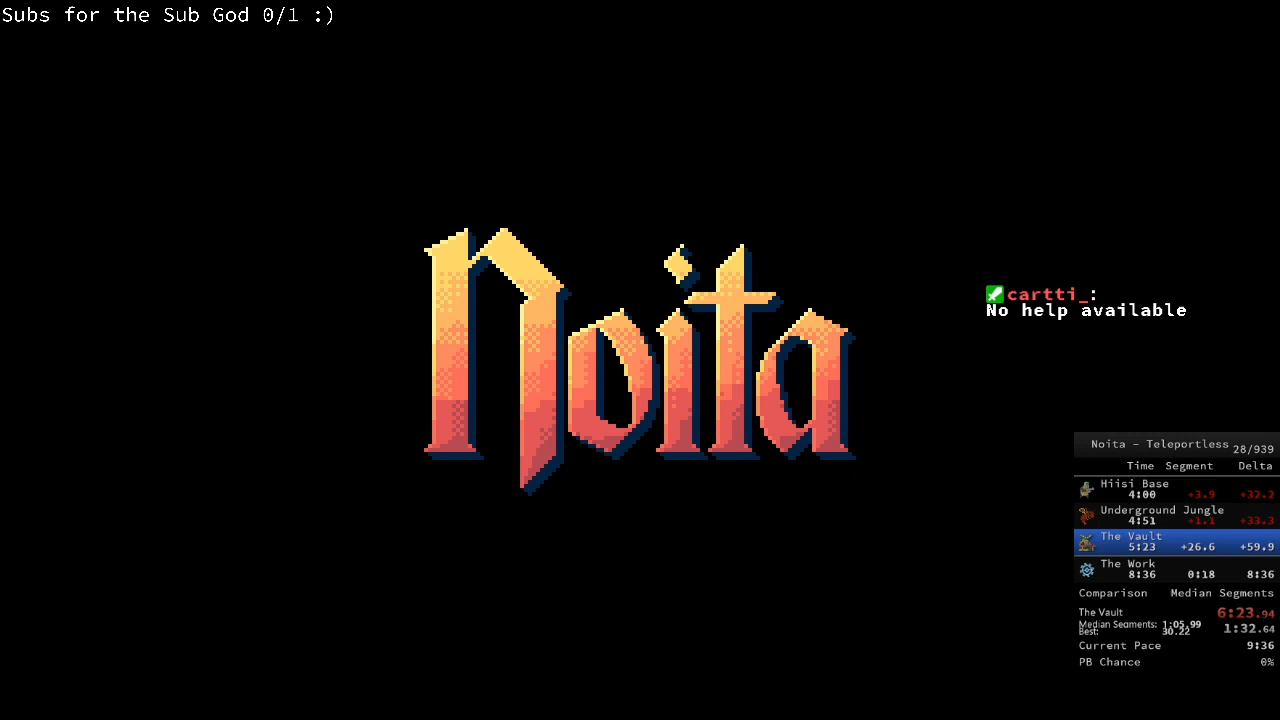 Subs for the Sub God 0/1 :)
Noita
cartti_:
No help available
Noita - Teleportless 28/939
Time Segment Delta
Hiisi Base
4:00 +3.9 +32.2
Underground Jungle
4:51 +1.1 +33.3
The Vault
5:23 +26.6 +59.9
The Work
8:36 0:18 8:36
Comparison Median Segments
The Vault 6:23.94
Median Segments: 1:05.99
Best: 30.22 1:32.64
Current Pace 9:36
PB Chance 0%